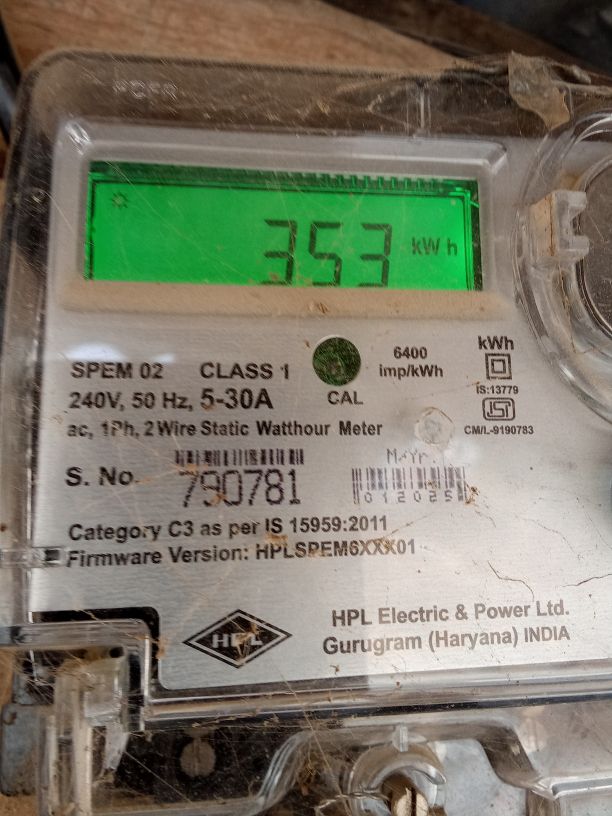 353 kWh
SPEM 02 CLASS 1
240V, 50 Hz, 5-30A
CAL
6400
imp/kWh
kWh
IS:13779
ISI
CM/L-9190783
ac, 1Ph, 2 Wire Static Watthour Meter
S. No. 790781
M-Yr
012025
Category C3 as per IS 15959:2011
Firmware Version: HPLSPEM6XXX01
HPL
HPL Electric & Power Ltd.
Gurugram (Haryana) INDIA